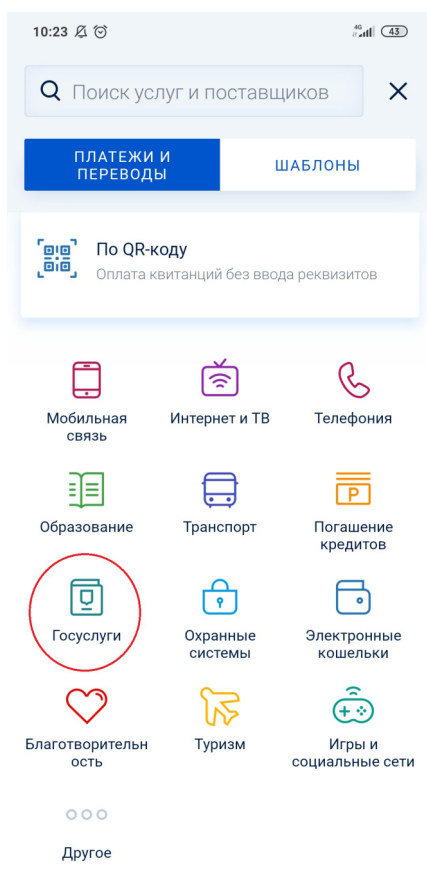 10:23
4G
43
Поиск услуг и поставщиков
ПЛАТЕЖИ И
ПЕРЕВОДЫ
ШАБЛОНЫ
По QR-коду
Оплата квитанций без ввода реквизитов
Мобильная
связь
Интернет и ТВ
Телефония
Образование
Транспорт
Р
Погашение
кредитов
Госуслуги
Охранные
системы
Электронные
кошельки
Благотворительн
ость
Туризм
Игры и
социальные сети
Другое